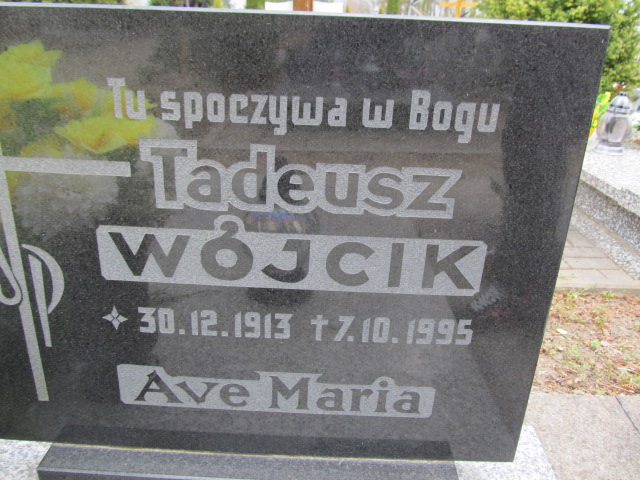 Tu spoczywa w Bogu
Tadeusz
WÓJCIK
30.12.1913 † 7.10.1995
Ave Maria